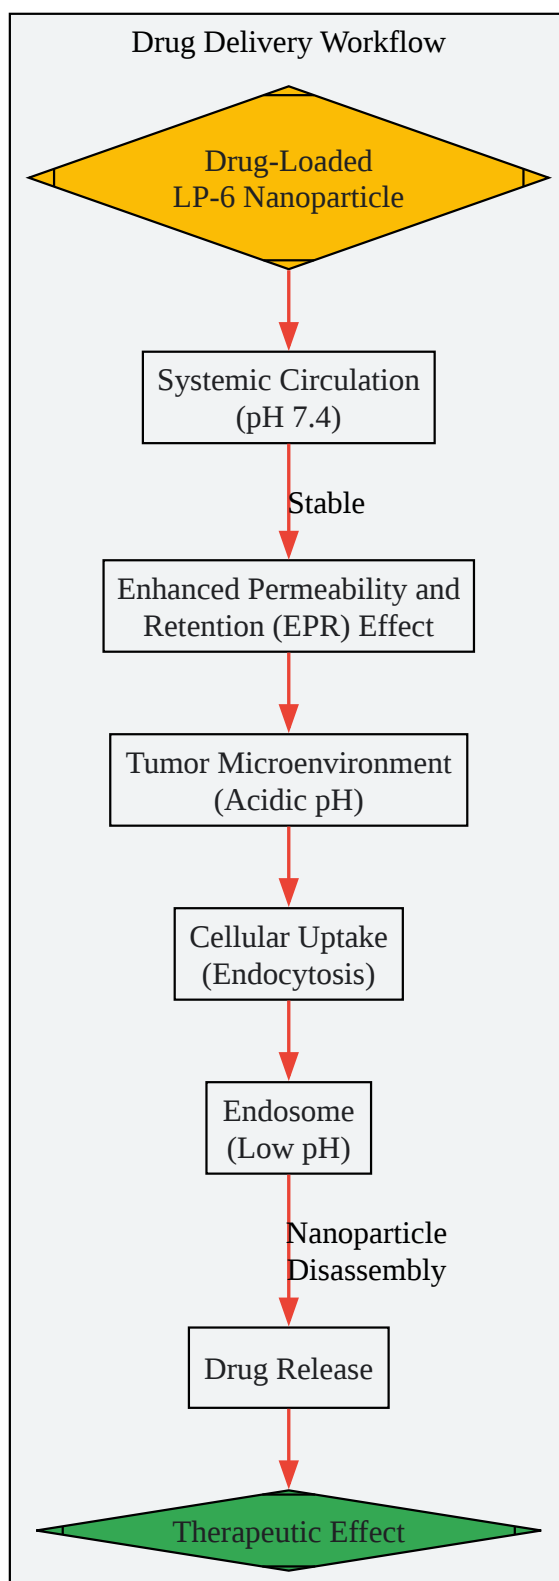 Drug Delivery Workflow
Drug-Loaded
LP-6 Nanoparticle
Systemic Circulation
(pH 7.4)
Stable
Enhanced Permeability and
Retention (EPR) Effect
Tumor Microenvironment
(Acidic pH)
Cellular Uptake
(Endocytosis)
Endosome
(Low pH)
Nanoparticle
Disassembly
Drug Release
Therapeutic Effect